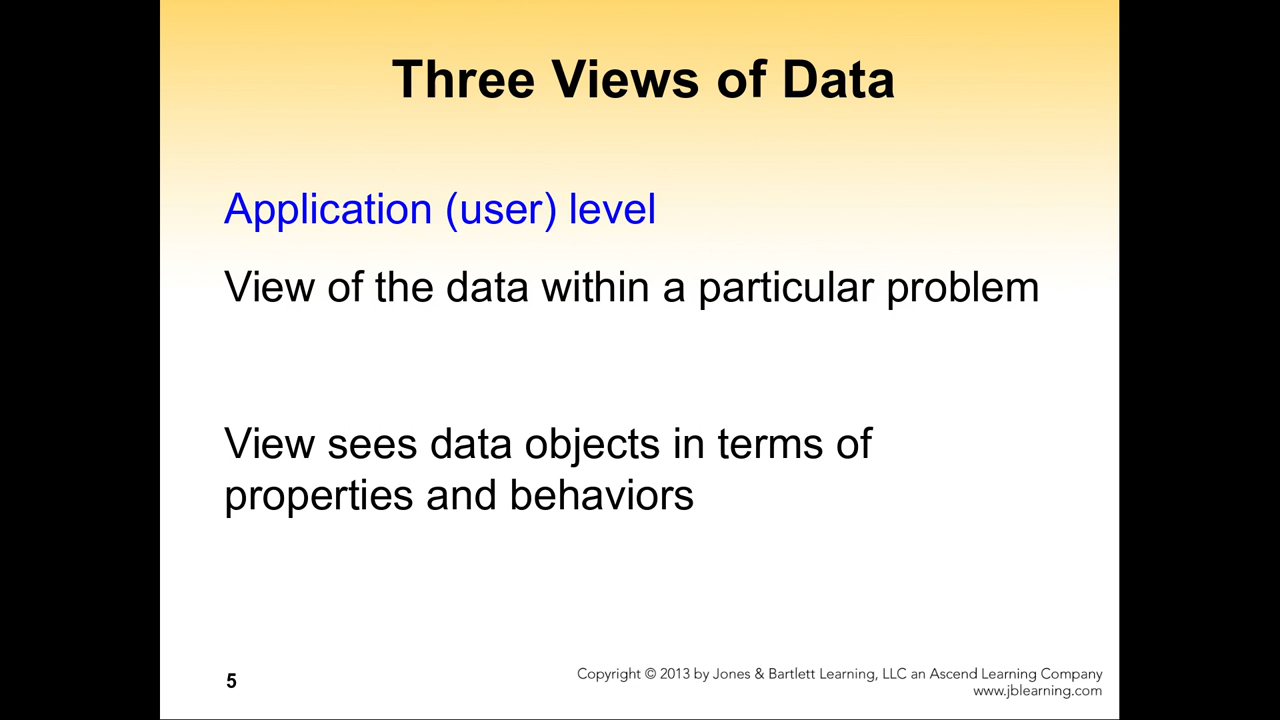 Three Views of Data
Application (user) level
View of the data within a particular problem
View sees data objects in terms of
properties and behaviors
5
Copyright © 2013 by Jones & Bartlett Learning, LLC an Ascend Learning Company
www.jblearning.com